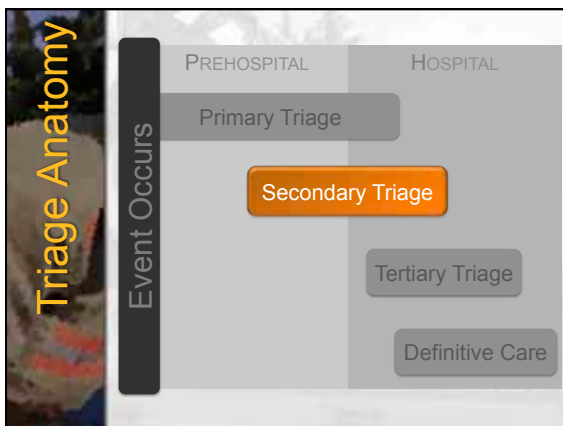 Triage Anatomy
Event Occurs
PREHOSPITAL
HOSPITAL
Primary Triage
Secondary Triage
Tertiary Triage
Definitive Care